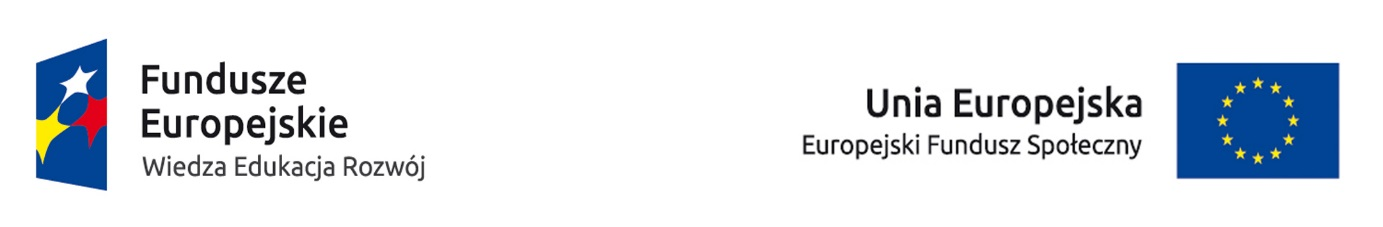 Fundusze
Europejskie
Wiedza Edukacja Rozwój
Unia Europejska
Europejski Fundusz Społeczny